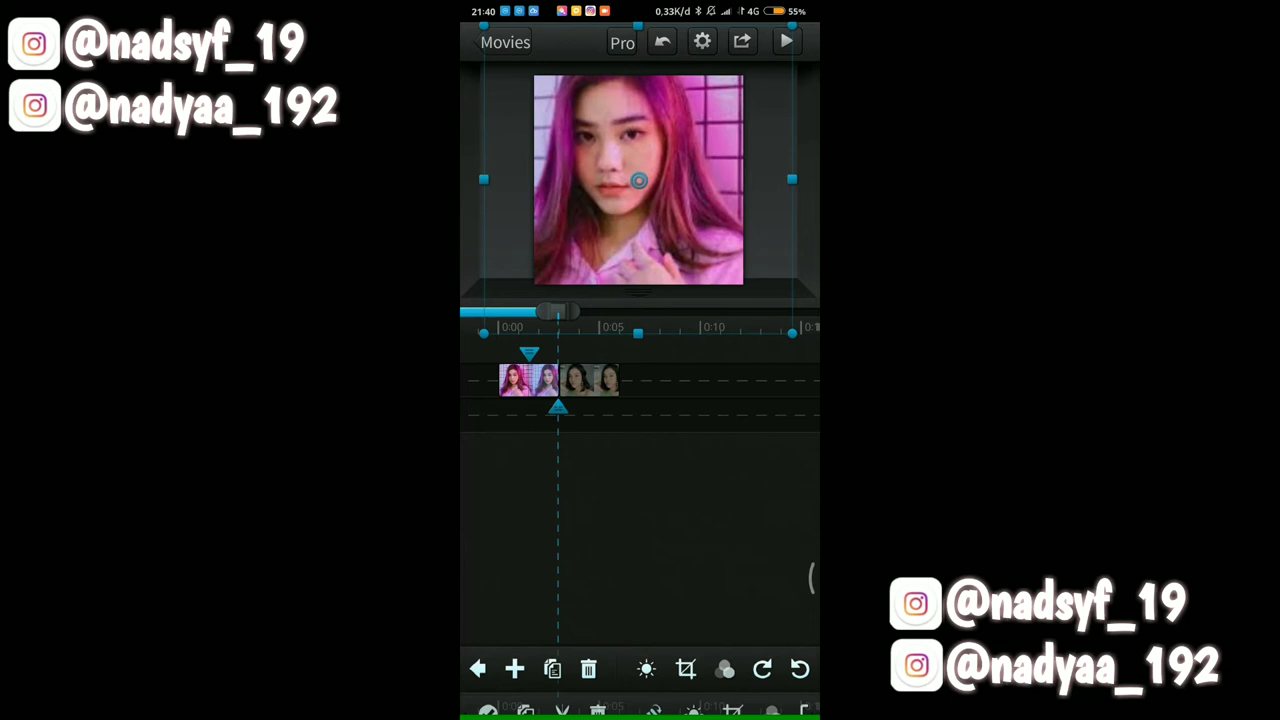 @nadsyf_19
@nadyaa_192
21:40
0,33K/d
4G
55%
Movies
Pro
0:00
0:05
0:10
@nadsyf_19
@nadyaa_192